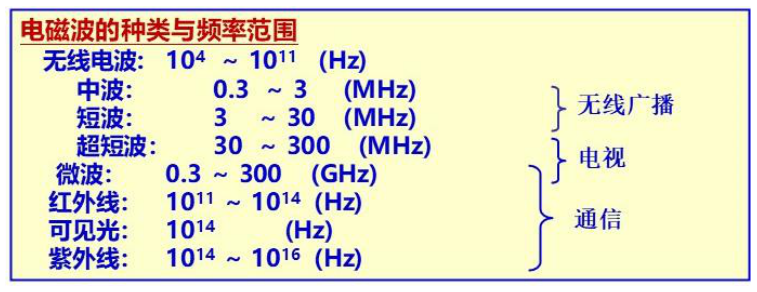 电磁波的种类与频率范围
无线电波: 10⁴ ~ 10¹¹ (Hz)
中波: 0.3 ~ 3 (MHz)
短波: 3 ~ 30 (MHz)
无线广播
超短波: 30 ~ 300 (MHz)
电视
微波: 0.3 ~ 300 (GHz)
红外线: 10¹¹ ~ 10¹⁴ (Hz)
可见光: 10¹⁴ (Hz)
通信
紫外线: 10¹⁴ ~ 10¹⁶ (Hz)